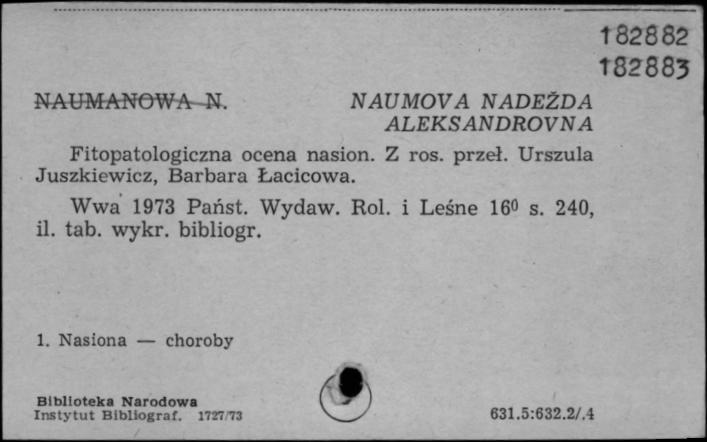 182882
182883
NAUMANOWA N. NAUMOVA NADEŽDA
ALEKSANDROVNA
Fitopatologiczna ocena nasion. Z ros. przeł. Urszula
Juszkiewicz, Barbara Łacicowa.
Wwa 1973 Państ. Wydaw. Rol. i Leśne 16⁰ s. 240,
il. tab. wykr. bibliogr.
1. Nasiona — choroby
Biblioteka Narodowa
Instytut Bibliograf. 1727/73 631.5:632.2/.4